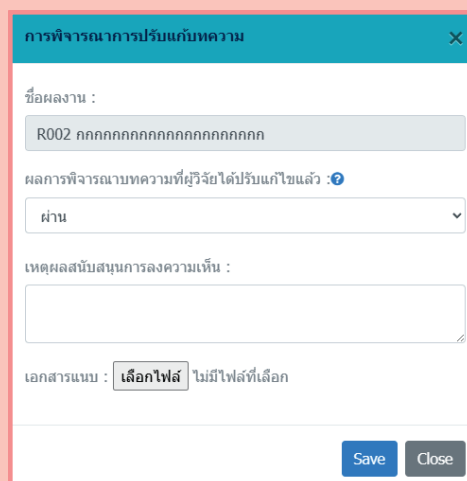 การพิจารณาการปรับแก้บทความ ×
ชื่อผลงาน :
R002 กกกกกกกกกกกกกกกกกกกกก
ผลการพิจารณาบทความที่ผู้วิจัยได้ปรับแก้ไขแล้ว :?
ผ่าน
เหตุผลสนับสนุนการลงความเห็น :
เอกสารแนบ : เลือกไฟล์ ไม่มีไฟล์ที่เลือก
Save Close